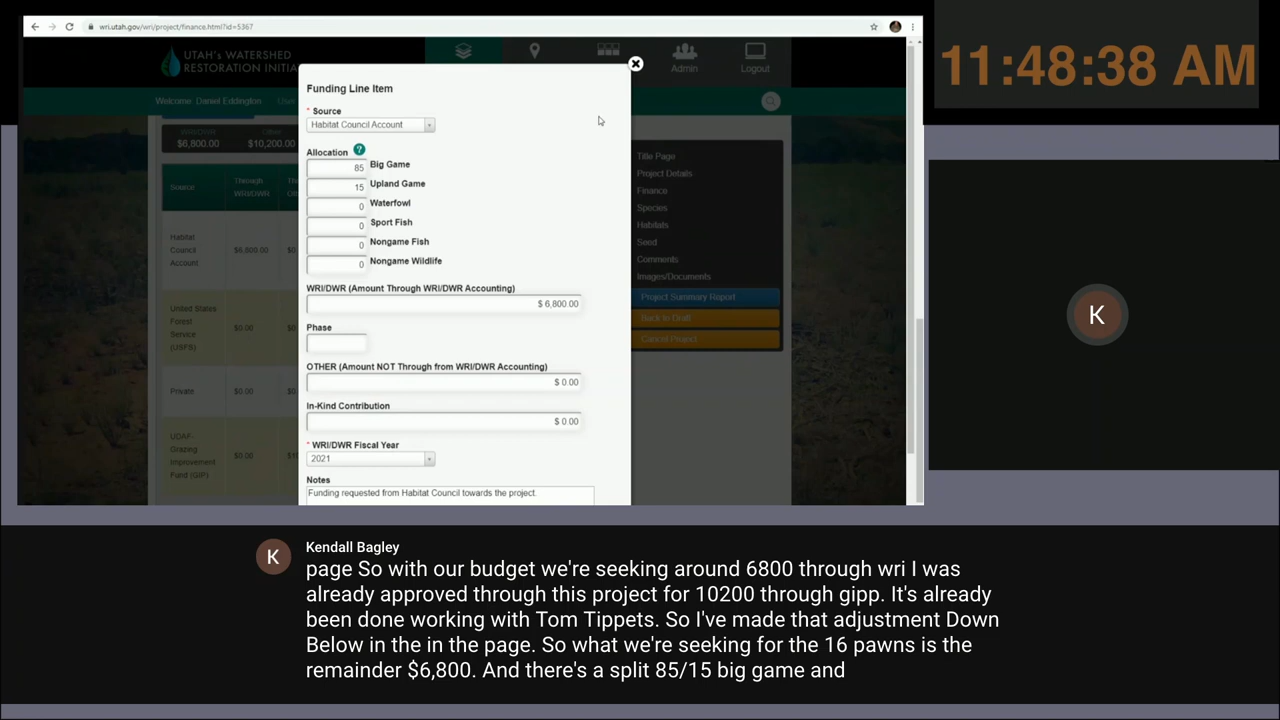 wri.utah.gov/wri/project/finance.html?id=5367
11:48:38 AM
UTAH's WATERSHED
RESTORATION INITIA
Admin
Logout
Welcome: Daniel Eddington
User
WRI/DWR
$6,800.00
Other
$10,200.00
Source
Through
WRI/DWR
Habitat
Council
Account
$6,800.00
United States
Forest
Service
(USFS)
$0.00
Private
$0.00
UDAF-
Grazing
Improvement
Fund (GIP)
$0.00
Funding Line Item
* Source
Habitat Council Account
Allocation ?
85 Big Game
15 Upland Game
0 Waterfowl
0 Sport Fish
0 Nongame Fish
0 Nongame Wildlife
WRI/DWR (Amount Through WRI/DWR Accounting)
$ 6,800.00
Phase
OTHER (Amount NOT Through from WRI/DWR Accounting)
$ 0.00
In-Kind Contribution
$ 0.00
* WRI/DWR Fiscal Year
2021
Notes
Funding requested from Habitat Council towards the project.
Title Page
Project Details
Finance
Species
Habitats
Seed
Comments
Images/Documents
Project Summary Report
Back to Draft
Cancel Project
K
K
Kendall Bagley
page So with our budget we're seeking around 6800 through wri I was
already approved through this project for 10200 through gipp. It's already
been done working with Tom Tippets. So I've made that adjustment Down
Below in the in the page. So what we're seeking for the 16 pawns is the
remainder $6,800. And there's a split 85/15 big game and